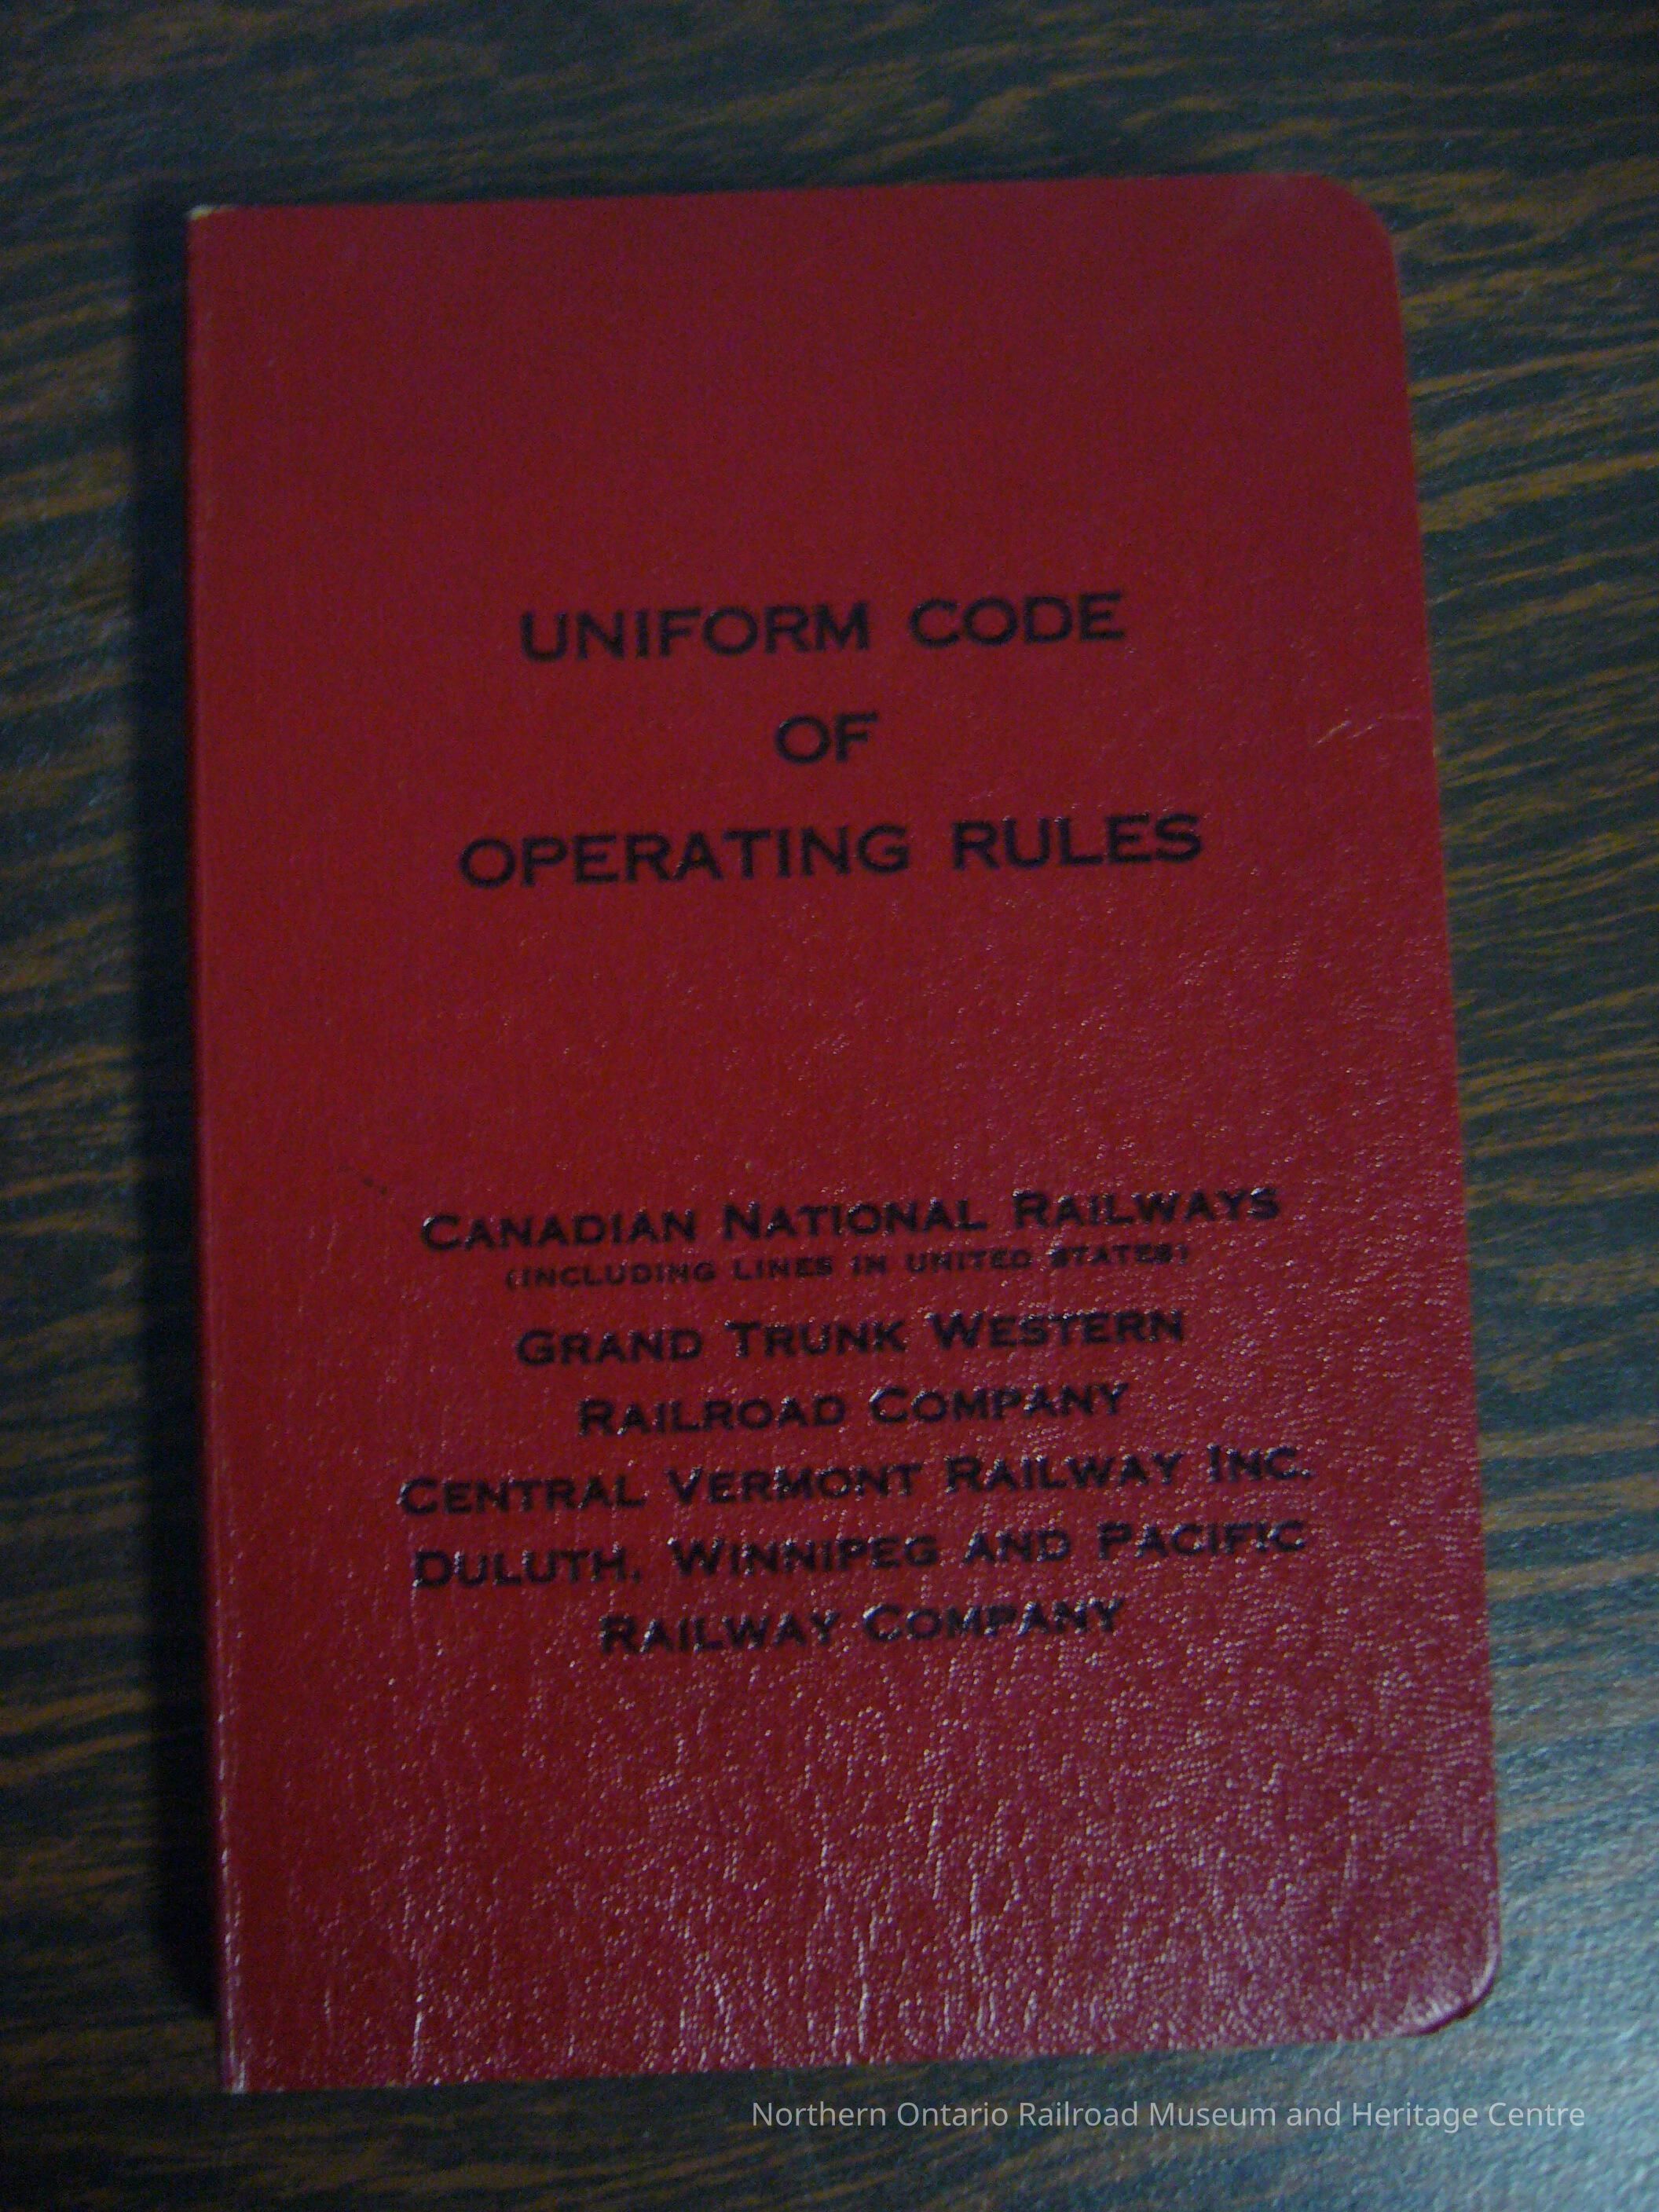 UNIFORM CODE
OF
OPERATING RULES
CANADIAN NATIONAL RAILWAYS
(INCLUDING LINES IN UNITED STATES)
GRAND TRUNK WESTERN
RAILROAD COMPANY
CENTRAL VERMONT RAILWAY INC.
DULUTH, WINNIPEG AND PACIFIC
RAILWAY COMPANY
Northern Ontario Railroad Museum and Heritage Centre